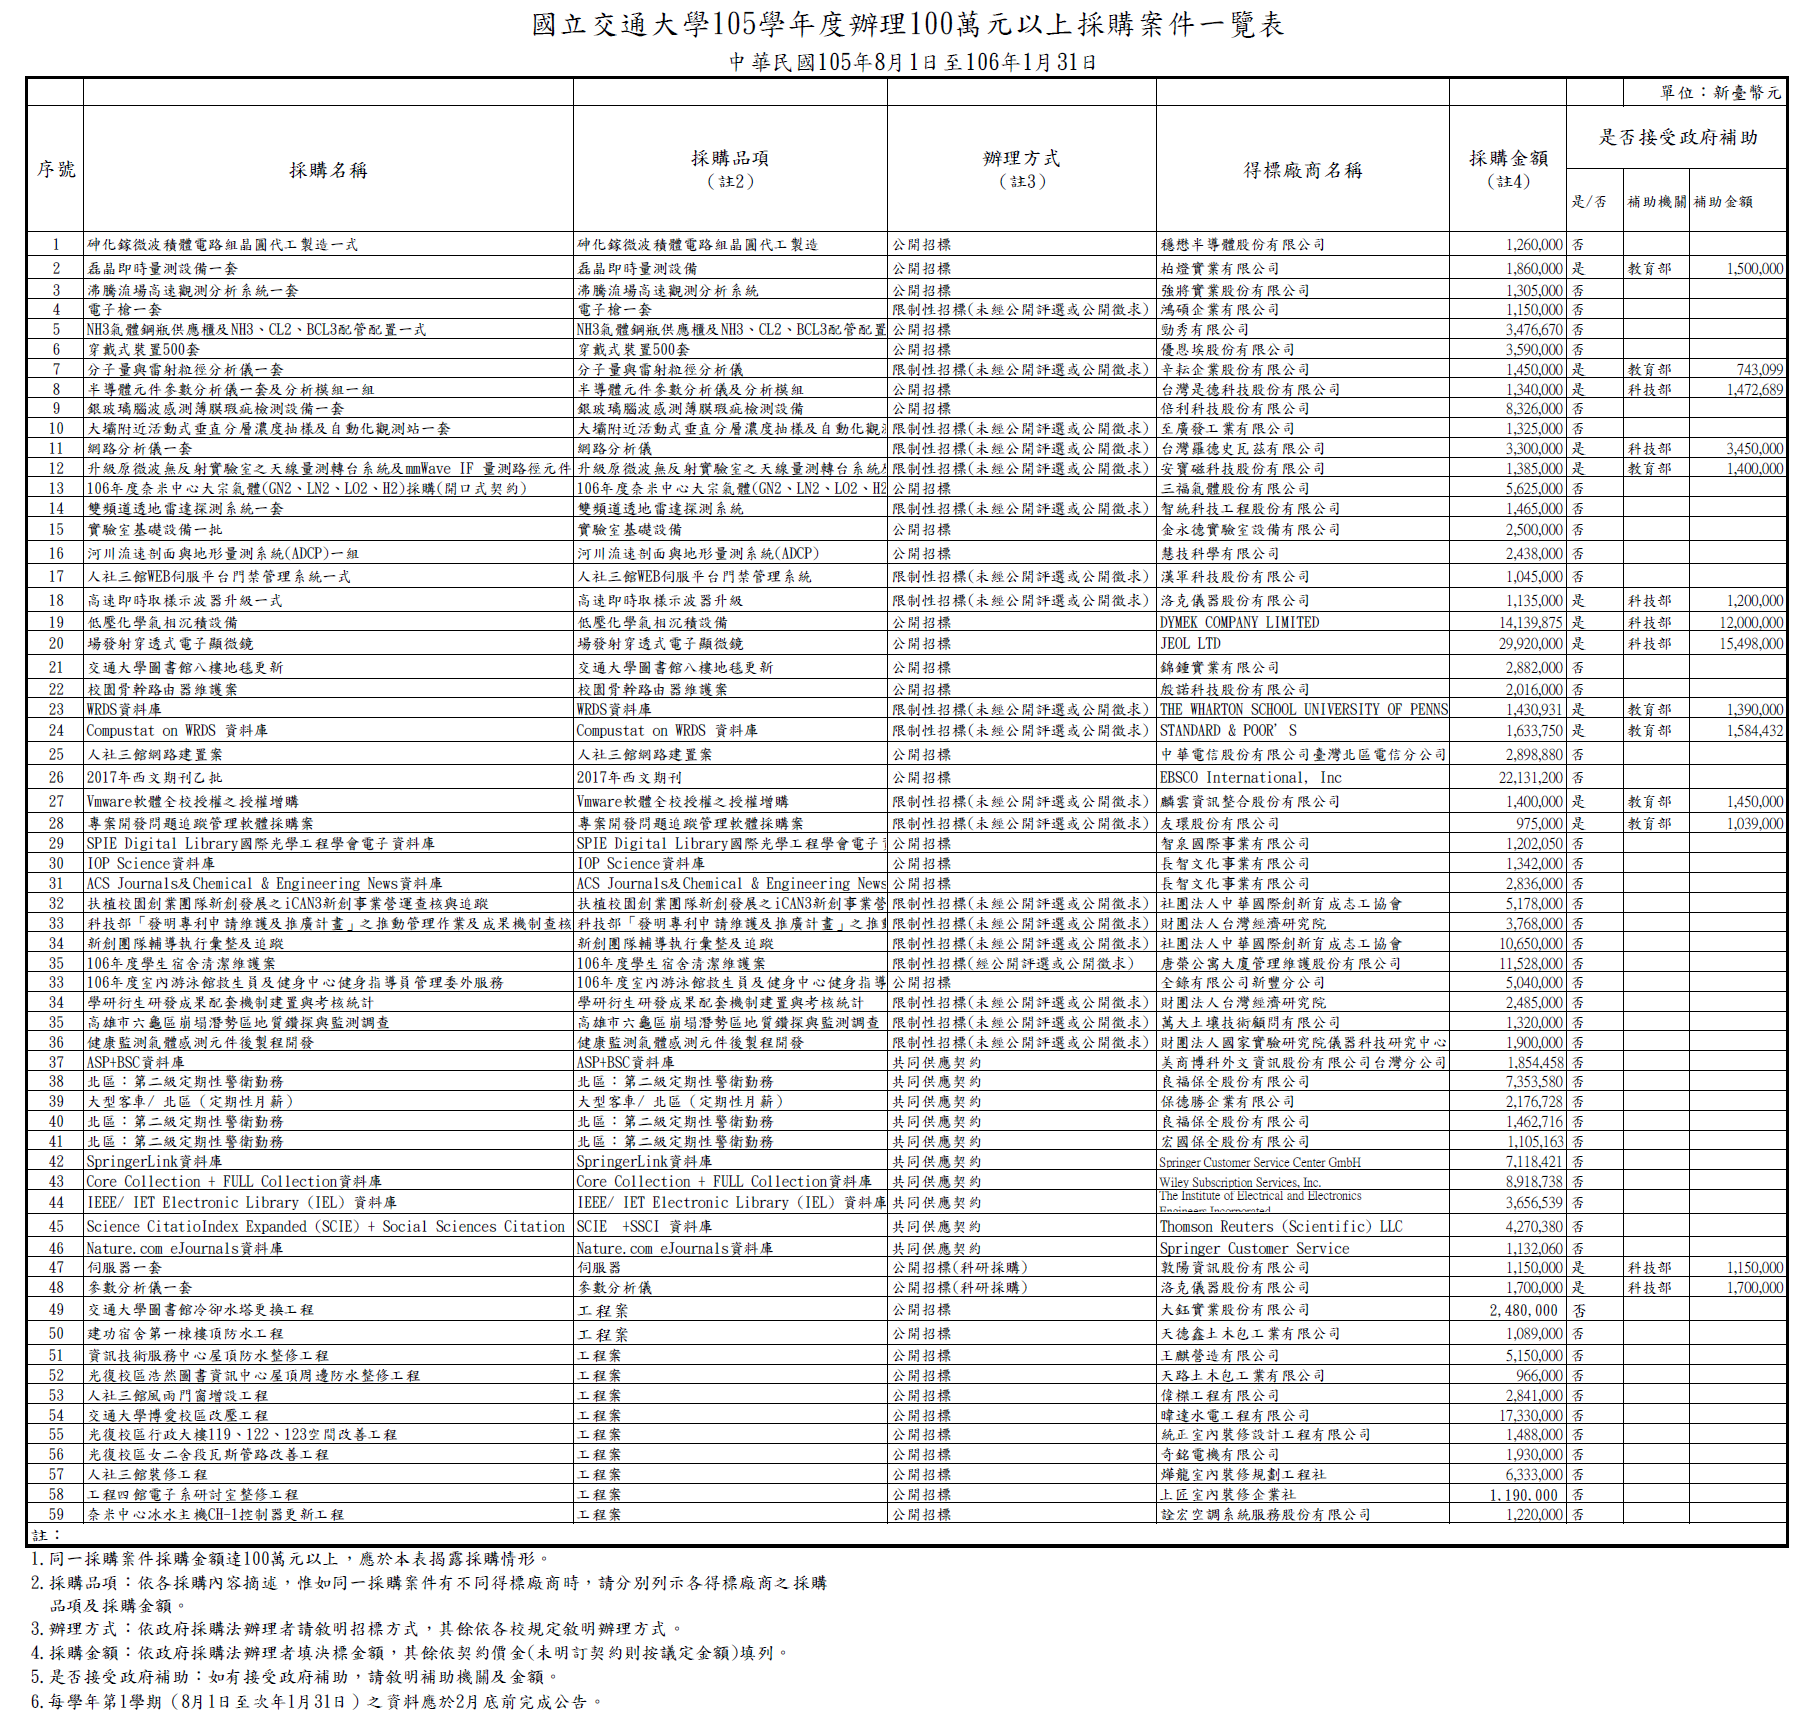 國立交通大學105學年度辦理100萬元以上採購案件一覽表
中華民國105年8月1日至106年1月31日
單位：新臺幣元
序號 採購名稱 採購品項（註2） 辦理方式（註3） 得標廠商名稱 採購金額（註4） 是否接受政府補助
是/否 補助機關 補助金額
1 砷化鎵微波積體電路組晶圓代工製造一式 砷化鎵微波積體電路組晶圓代工製造 公開招標 穩懋半導體股份有限公司 1,260,000 否
2 磊晶即時量測設備一套 磊晶即時量測設備 公開招標 柏燈實業有限公司 1,860,000 是 教育部 1,500,000
3 沸騰流場高速觀測分析系統一套 沸騰流場高速觀測分析系統 公開招標 強將實業股份有限公司 1,305,000 否
4 電子槍一套 電子槍一套 限制性招標(未經公開評選或公開徵求) 鴻碩企業有限公司 1,150,000 否
5 NH3氣體鋼瓶供應櫃及NH3、CL2、BCL3配管配置一式 NH3氣體鋼瓶供應櫃及NH3、CL2、BCL3配管配置 公開招標 勁秀有限公司 3,476,670 否
6 穿戴式裝置500套 穿戴式裝置500套 公開招標 優恩埃股份有限公司 3,590,000 否
7 分子量與雷射粒徑分析儀一套 分子量與雷射粒徑分析儀 限制性招標(未經公開評選或公開徵求) 辛耘企業股份有限公司 1,450,000 是 教育部 743,099
8 半導體元件參數分析儀一套及分析模組一組 半導體元件參數分析儀及分析模組 公開招標 台灣是德科技股份有限公司 1,340,000 是 科技部 1,472,689
9 銀玻璃腦波感測薄膜瑕疵檢測設備一套 銀玻璃腦波感測薄膜瑕疵檢測設備 公開招標 倍利科技股份有限公司 8,326,000 否
10 大壩附近活動式垂直分層濃度抽樣及自動化觀測站一套 大壩附近活動式垂直分層濃度抽樣及自動化觀 限制性招標(未經公開評選或公開徵求) 至廣發工業有限公司 1,325,000 否
11 網路分析儀一套 網路分析儀 限制性招標(未經公開評選或公開徵求) 台灣羅德史瓦茲有限公司 3,300,000 是 科技部 3,450,000
12 升級原微波無反射實驗室之天線量測轉台系統及mmWave IF 量測路徑元件 升級原微波無反射實驗室之天線量測轉台系統 限制性招標(未經公開評選或公開徵求) 安寶磁科技股份有限公司 1,385,000 是 教育部 1,400,000
13 106年度奈米中心大宗氣體(GN2、LN2、LO2、H2)採購(開口式契約) 106年度奈米中心大宗氣體(GN2、LN2、LO2、H2 公開招標 三福氣體股份有限公司 5,625,000 否
14 雙頻道透地雷達探測系統一套 雙頻道透地雷達探測系統 限制性招標(未經公開評選或公開徵求) 智統科技工程股份有限公司 1,465,000 否
15 實驗室基礎設備一批 實驗室基礎設備 公開招標 金永德實驗室設備有限公司 2,500,000 否
16 河川流速剖面與地形量測系統(ADCP)一組 河川流速剖面與地形量測系統(ADCP) 公開招標 慧技科學有限公司 2,438,000 否
17 人社三館WEB伺服平台門禁管理系統一式 人社三館WEB伺服平台門禁管理系統 限制性招標(未經公開評選或公開徵求) 漢軍科技股份有限公司 1,045,000 否
18 高速即時取樣示波器升級一式 高速即時取樣示波器升級 限制性招標(未經公開評選或公開徵求) 洛克儀器股份有限公司 1,135,000 是 科技部 1,200,000
19 低壓化學氣相沉積設備 低壓化學氣相沉積設備 公開招標 DYMEK COMPANY LIMITED 14,139,875 是 科技部 12,000,000
20 場發射穿透式電子顯微鏡 場發射穿透式電子顯微鏡 公開招標 JEOL LTD 29,920,000 是 科技部 15,498,000
21 交通大學圖書館八樓地毯更新 交通大學圖書館八樓地毯更新 公開招標 錦鍾實業有限公司 2,882,000 否
22 校園骨幹路由器維護案 校園骨幹路由器維護案 公開招標 殷諾科技股份有限公司 2,016,000 否
23 WRDS資料庫 WRDS資料庫 限制性招標(未經公開評選或公開徵求) THE WHARTON SCHOOL UNIVERSITY OF PENNS 1,430,931 是 教育部 1,390,000
24 Compustat on WRDS 資料庫 Compustat on WRDS 資料庫 限制性招標(未經公開評選或公開徵求) STANDARD & POOR'S 1,633,750 是 教育部 1,584,432
25 人社三館網路建置案 人社三館網路建置案 公開招標 中華電信股份有限公司臺灣北區電信分公司 2,898,880 否
26 2017年西文期刊乙批 2017年西文期刊 公開招標 EBSCO International, Inc 22,131,200 否
27 Vmware軟體全校授權之授權增購 Vmware軟體全校授權之授權增購 限制性招標(未經公開評選或公開徵求) 麟雲資訊整合股份有限公司 1,400,000 是 教育部 1,450,000
28 專案開發問題追蹤管理軟體採購案 專案開發問題追蹤管理軟體採購案 限制性招標(未經公開評選或公開徵求) 友環股份有限公司 975,000 是 教育部 1,039,000
29 SPIE Digital Library國際光學工程學會電子資料庫 SPIE Digital Library國際光學工程學會電子 公開招標 智泉國際事業有限公司 1,202,050 否
30 IOP Science資料庫 IOP Science資料庫 公開招標 長智文化事業有限公司 1,342,000 否
31 ACS Journals及Chemical & Engineering News資料庫 ACS Journals及Chemical & Engineering News 公開招標 長智文化事業有限公司 2,836,000 否
32 扶植校園創業團隊新創發展之iCAN3新創事業營運查核與追蹤 扶植校園創業團隊新創發展之iCAN3新創事業營 限制性招標(未經公開評選或公開徵求) 社團法人中華國際創新育成志工協會 5,178,000 否
33 科技部「發明專利申請維護及推廣計畫」之推動管理作業及成果機制查核 科技部「發明專利申請維護及推廣計畫」之推 限制性招標(未經公開評選或公開徵求) 財團法人台灣經濟研究院 3,768,000 否
34 新創團隊輔導執行彙整及追蹤 新創團隊輔導執行彙整及追蹤 限制性招標(未經公開評選或公開徵求) 社團法人中華國際創新育成志工協會 10,650,000 否
35 106年度學生宿舍清潔維護案 106年度學生宿舍清潔維護案 限制性招標(經公開評選或公開徵求) 唐榮公寓大廈管理維護股份有限公司 11,528,000 否
33 106年度室內游泳館救生員及健身中心健身指導員管理委外服務 106年度室內游泳館救生員及健身中心健身指導 公開招標 全錄有限公司新豐分公司 5,040,000 否
34 學研衍生研發成果配套機制建置與考核統計 學研衍生研發成果配套機制建置與考核統計 限制性招標(未經公開評選或公開徵求) 財團法人台灣經濟研究院 2,485,000 否
35 高雄市六龜區崩塌潛勢區地質鑽探與監測調查 高雄市六龜區崩塌潛勢區地質鑽探與監測調查 限制性招標(未經公開評選或公開徵求) 萬大土壤技術顧問有限公司 1,320,000 否
36 健康監測氣體感測元件後製程開發 健康監測氣體感測元件後製程開發 限制性招標(未經公開評選或公開徵求) 財團法人國家實驗研究院儀器科技研究中心 1,900,000 否
37 ASP+BSC資料庫 ASP+BSC資料庫 共同供應契約 美商博科外文資訊股份有限公司台灣分公司 1,854,458 否
38 北區：第二級定期性警衛勤務 北區：第二級定期性警衛勤務 共同供應契約 良福保全股份有限公司 7,353,580 否
39 大型客車/ 北區（定期性月薪） 大型客車/ 北區（定期性月薪） 共同供應契約 保德勝企業有限公司 2,176,728 否
40 北區：第二級定期性警衛勤務 北區：第二級定期性警衛勤務 共同供應契約 良福保全股份有限公司 1,462,716 否
41 北區：第二級定期性警衛勤務 北區：第二級定期性警衛勤務 共同供應契約 宏國保全股份有限公司 1,105,163 否
42 SpringerLink資料庫 SpringerLink資料庫 共同供應契約 Springer Customer Service Center GmbH 7,118,421 否
43 Core Collection + FULL Collection資料庫 Core Collection + FULL Collection資料庫 共同供應契約 Wiley Subscription Services, Inc. 8,918,738 否
44 IEEE/ IET Electronic Library (IEL) 資料庫 IEEE/ IET Electronic Library (IEL) 資料庫 共同供應契約 The Institute of Electrical and Electronics Engineers Incorporated 3,656,539 否
45 Science CitatioIndex Expanded (SCIE) + Social Sciences Citation SCIE +SSCI 資料庫 共同供應契約 Thomson Reuters (Scientific) LLC 4,270,380 否
46 Nature.com eJournals資料庫 Nature.com eJournals資料庫 共同供應契約 Springer Customer Service 1,132,060 否
47 伺服器一套 伺服器 公開招標(科研採購) 敦陽資訊股份有限公司 1,150,000 是 科技部 1,150,000
48 參數分析儀一套 參數分析儀 公開招標(科研採購) 洛克儀器股份有限公司 1,700,000 是 科技部 1,700,000
49 交通大學圖書館冷卻水塔更換工程 工程案 公開招標 大鈺實業股份有限公司 2,480,000 否
50 建功宿舍第一棟樓頂防水工程 工程案 公開招標 天德鑫土木包工業有限公司 1,089,000 否
51 資訊技術服務中心屋頂防水整修工程 工程案 公開招標 王麒營造有限公司 5,150,000 否
52 光復校區浩然圖書資訊中心屋頂周邊防水整修工程 工程案 公開招標 天路土木包工業有限公司 966,000 否
53 人社三館風雨門窗增設工程 工程案 公開招標 偉傑工程有限公司 2,841,000 否
54 交通大學博愛校區改壓工程 工程案 公開招標 暐達水電工程有限公司 17,330,000 否
55 光復校區行政大樓119、122、123空間改善工程 工程案 公開招標 統正室內裝修設計工程有限公司 1,488,000 否
56 光復校區女二舍段瓦斯管路改善工程 工程案 公開招標 奇銘電機有限公司 1,930,000 否
57 人社三館裝修工程 工程案 公開招標 燁龍室內裝修規劃工程社 6,333,000 否
58 工程四館電子系研討室整修工程 工程案 公開招標 上匠室內裝修企業社 1,190,000 否
59 奈米中心冰水主機CH-1控制器更新工程 工程案 公開招標 詮宏空調系統服務股份有限公司 1,220,000 否
註：
1.同一採購案件採購金額達100萬元以上，應於本表揭露採購情形。
2.採購品項：依各採購內容摘述，惟如同一採購案件有不同得標廠商時，請分別列示各得標廠商之採購
品項及採購金額。
3.辦理方式：依政府採購法辦理者請敘明招標方式，其餘依各校規定敘明辦理方式。
4.採購金額：依政府採購法辦理者填決標金額，其餘依契約價金(未明訂契約則按議定金額)填列。
5.是否接受政府補助：如有接受政府補助，請敘明補助機關及金額。
6.每學年第1學期（8月1日至次年1月31日）之資料應於2月底前完成公告。